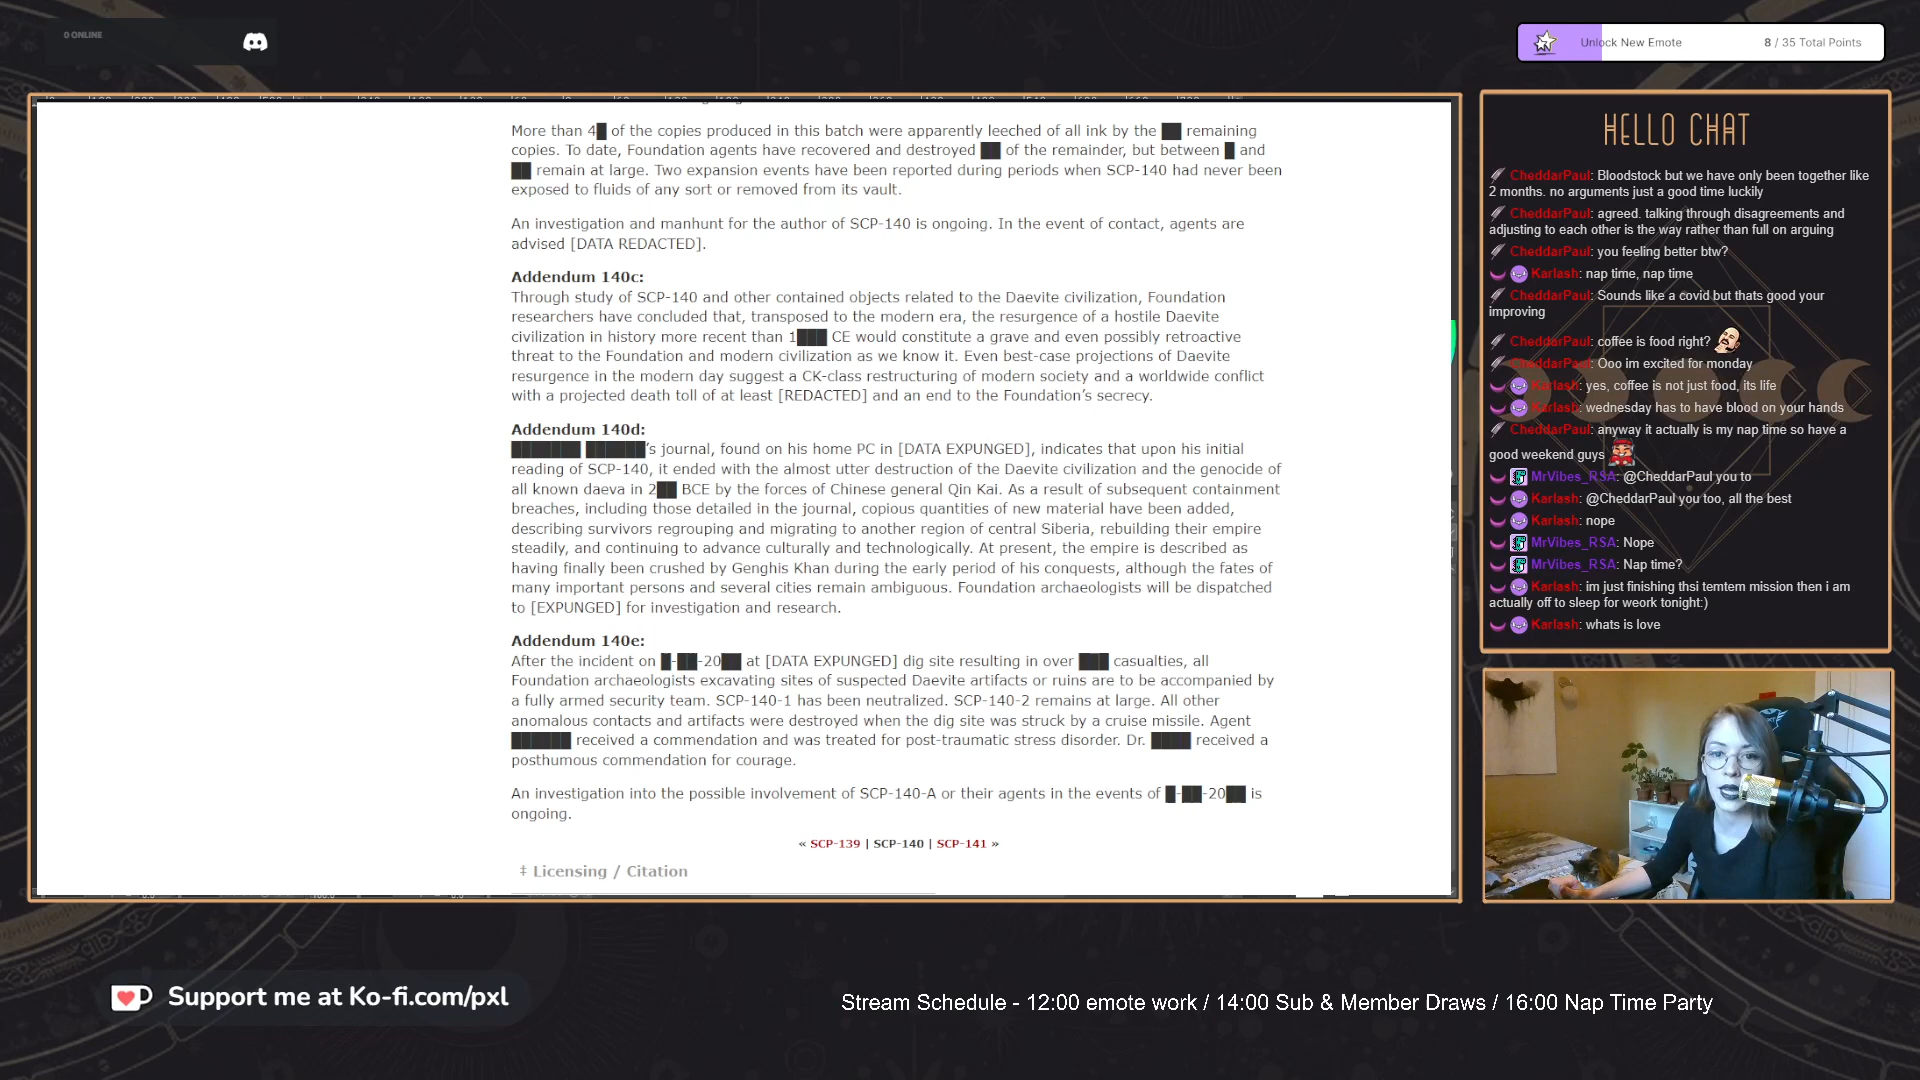 0 ONLINE
Unlock New Emote 8 / 35 Total Points
More than 4█ of the copies produced in this batch were apparently leeched of all ink by the ██ remaining
copies. To date, Foundation agents have recovered and destroyed ██ of the remainder, but between █ and
██ remain at large. Two expansion events have been reported during periods when SCP-140 had never been
exposed to fluids of any sort or removed from its vault.
An investigation and manhunt for the author of SCP-140 is ongoing. In the event of contact, agents are
advised [DATA REDACTED].
Addendum 140c:
Through study of SCP-140 and other contained objects related to the Daevite civilization, Foundation
researchers have concluded that, transposed to the modern era, the resurgence of a hostile Daevite
civilization in history more recent than 1███ CE would constitute a grave and even possibly retroactive
threat to the Foundation and modern civilization as we know it. Even best-case projections of Daevite
resurgence in the modern day suggest a CK-class restructuring of modern society and a worldwide conflict
with a projected death toll of at least [REDACTED] and an end to the Foundation's secrecy.
Addendum 140d:
███████ ██████'s journal, found on his home PC in [DATA EXPUNGED], indicates that upon his initial
reading of SCP-140, it ended with the almost utter destruction of the Daevite civilization and the genocide of
all known daeva in 2██ BCE by the forces of Chinese general Qin Kai. As a result of subsequent containment
breaches, including those detailed in the journal, copious quantities of new material have been added,
describing survivors regrouping and migrating to another region of central Siberia, rebuilding their empire
steadily, and continuing to advance culturally and technologically. At present, the empire is described as
having finally been crushed by Genghis Khan during the early period of his conquests, although the fates of
many important persons and several cities remain ambiguous. Foundation archaeologists will be dispatched
to [EXPUNGED] for investigation and research.
Addendum 140e:
After the incident on █-██-20██ at [DATA EXPUNGED] dig site resulting in over ███ casualties, all
Foundation archaeologists excavating sites of suspected Daevite artifacts or ruins are to be accompanied by
a fully armed security team. SCP-140-1 has been neutralized. SCP-140-2 remains at large. All other
anomalous contacts and artifacts were destroyed when the dig site was struck by a cruise missile. Agent
██████ received a commendation and was treated for post-traumatic stress disorder. Dr. ████ received a
posthumous commendation for courage.
An investigation into the possible involvement of SCP-140-A or their agents in the events of █-██-20██ is
ongoing.
« SCP-139 | SCP-140 | SCP-141 »
‡ Licensing / Citation
HELLO CHAT
CheddarPaul: Bloodstock but we have only been together like
2 months. no arguments just a good time luckily
CheddarPaul: agreed. talking through disagreements and
adjusting to each other is the way rather than full on arguing
CheddarPaul: you feeling better btw?
Karlash: nap time, nap time
CheddarPaul: Sounds like a covid but thats good your
improving
CheddarPaul: coffee is food right?
CheddarPaul: Ooo im excited for monday
Karlash: yes, coffee is not just food, its life
Karlash: wednesday has to have blood on your hands
CheddarPaul: anyway it actually is my nap time so have a
good weekend guys
MrVibes_RSA: @CheddarPaul you to
Karlash: @CheddarPaul you too, all the best
Karlash: nope
MrVibes_RSA: Nope
MrVibes_RSA: Nap time?
Karlash: im just finishing thsi temtem mission then i am
actually off to sleep for weork tonight:)
Karlash: whats is love
Support me at Ko-fi.com/pxl
Stream Schedule - 12:00 emote work / 14:00 Sub & Member Draws / 16:00 Nap Time Party